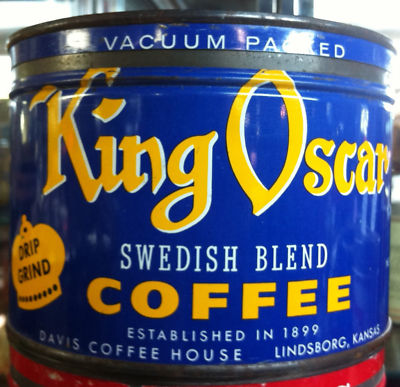 VACUUM PACKED
King Oscar
DRIP
GRIND
SWEDISH BLEND
COFFEE
ESTABLISHED IN 1899
DAVIS COFFEE HOUSE LINDSBORG, KANSAS